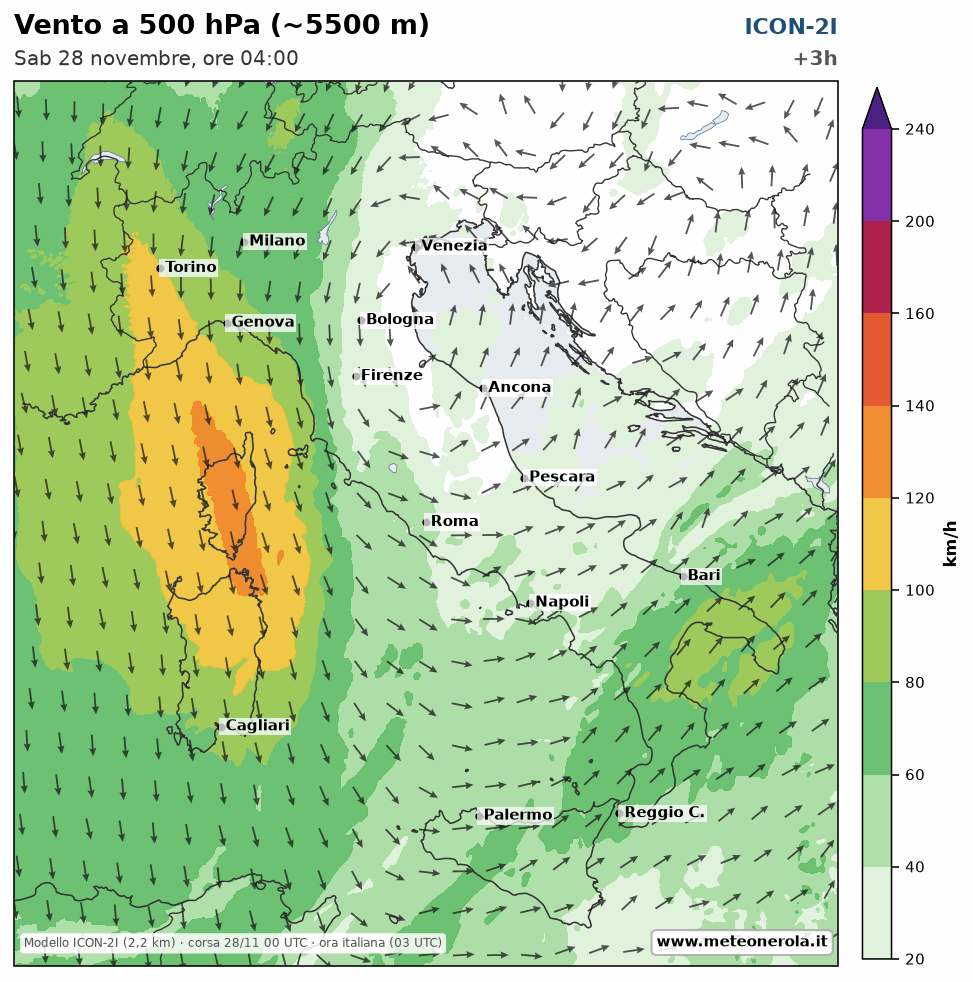 Vento a 500 hPa (~5500 m)
ICON-2I
Sab 28 novembre, ore 04:00
+3h
Milano
Venezia
Torino
Bologna
Genova
Firenze
Ancona
Pescara
Roma
Bari
Napoli
Cagliari
Palermo
Reggio C.
Modello ICON-2I (2,2 km) · corsa 28/11 00 UTC · ora italiana (03 UTC)
www.meteonerola.it
240
200
160
140
120
100
80
60
40
20
km/h